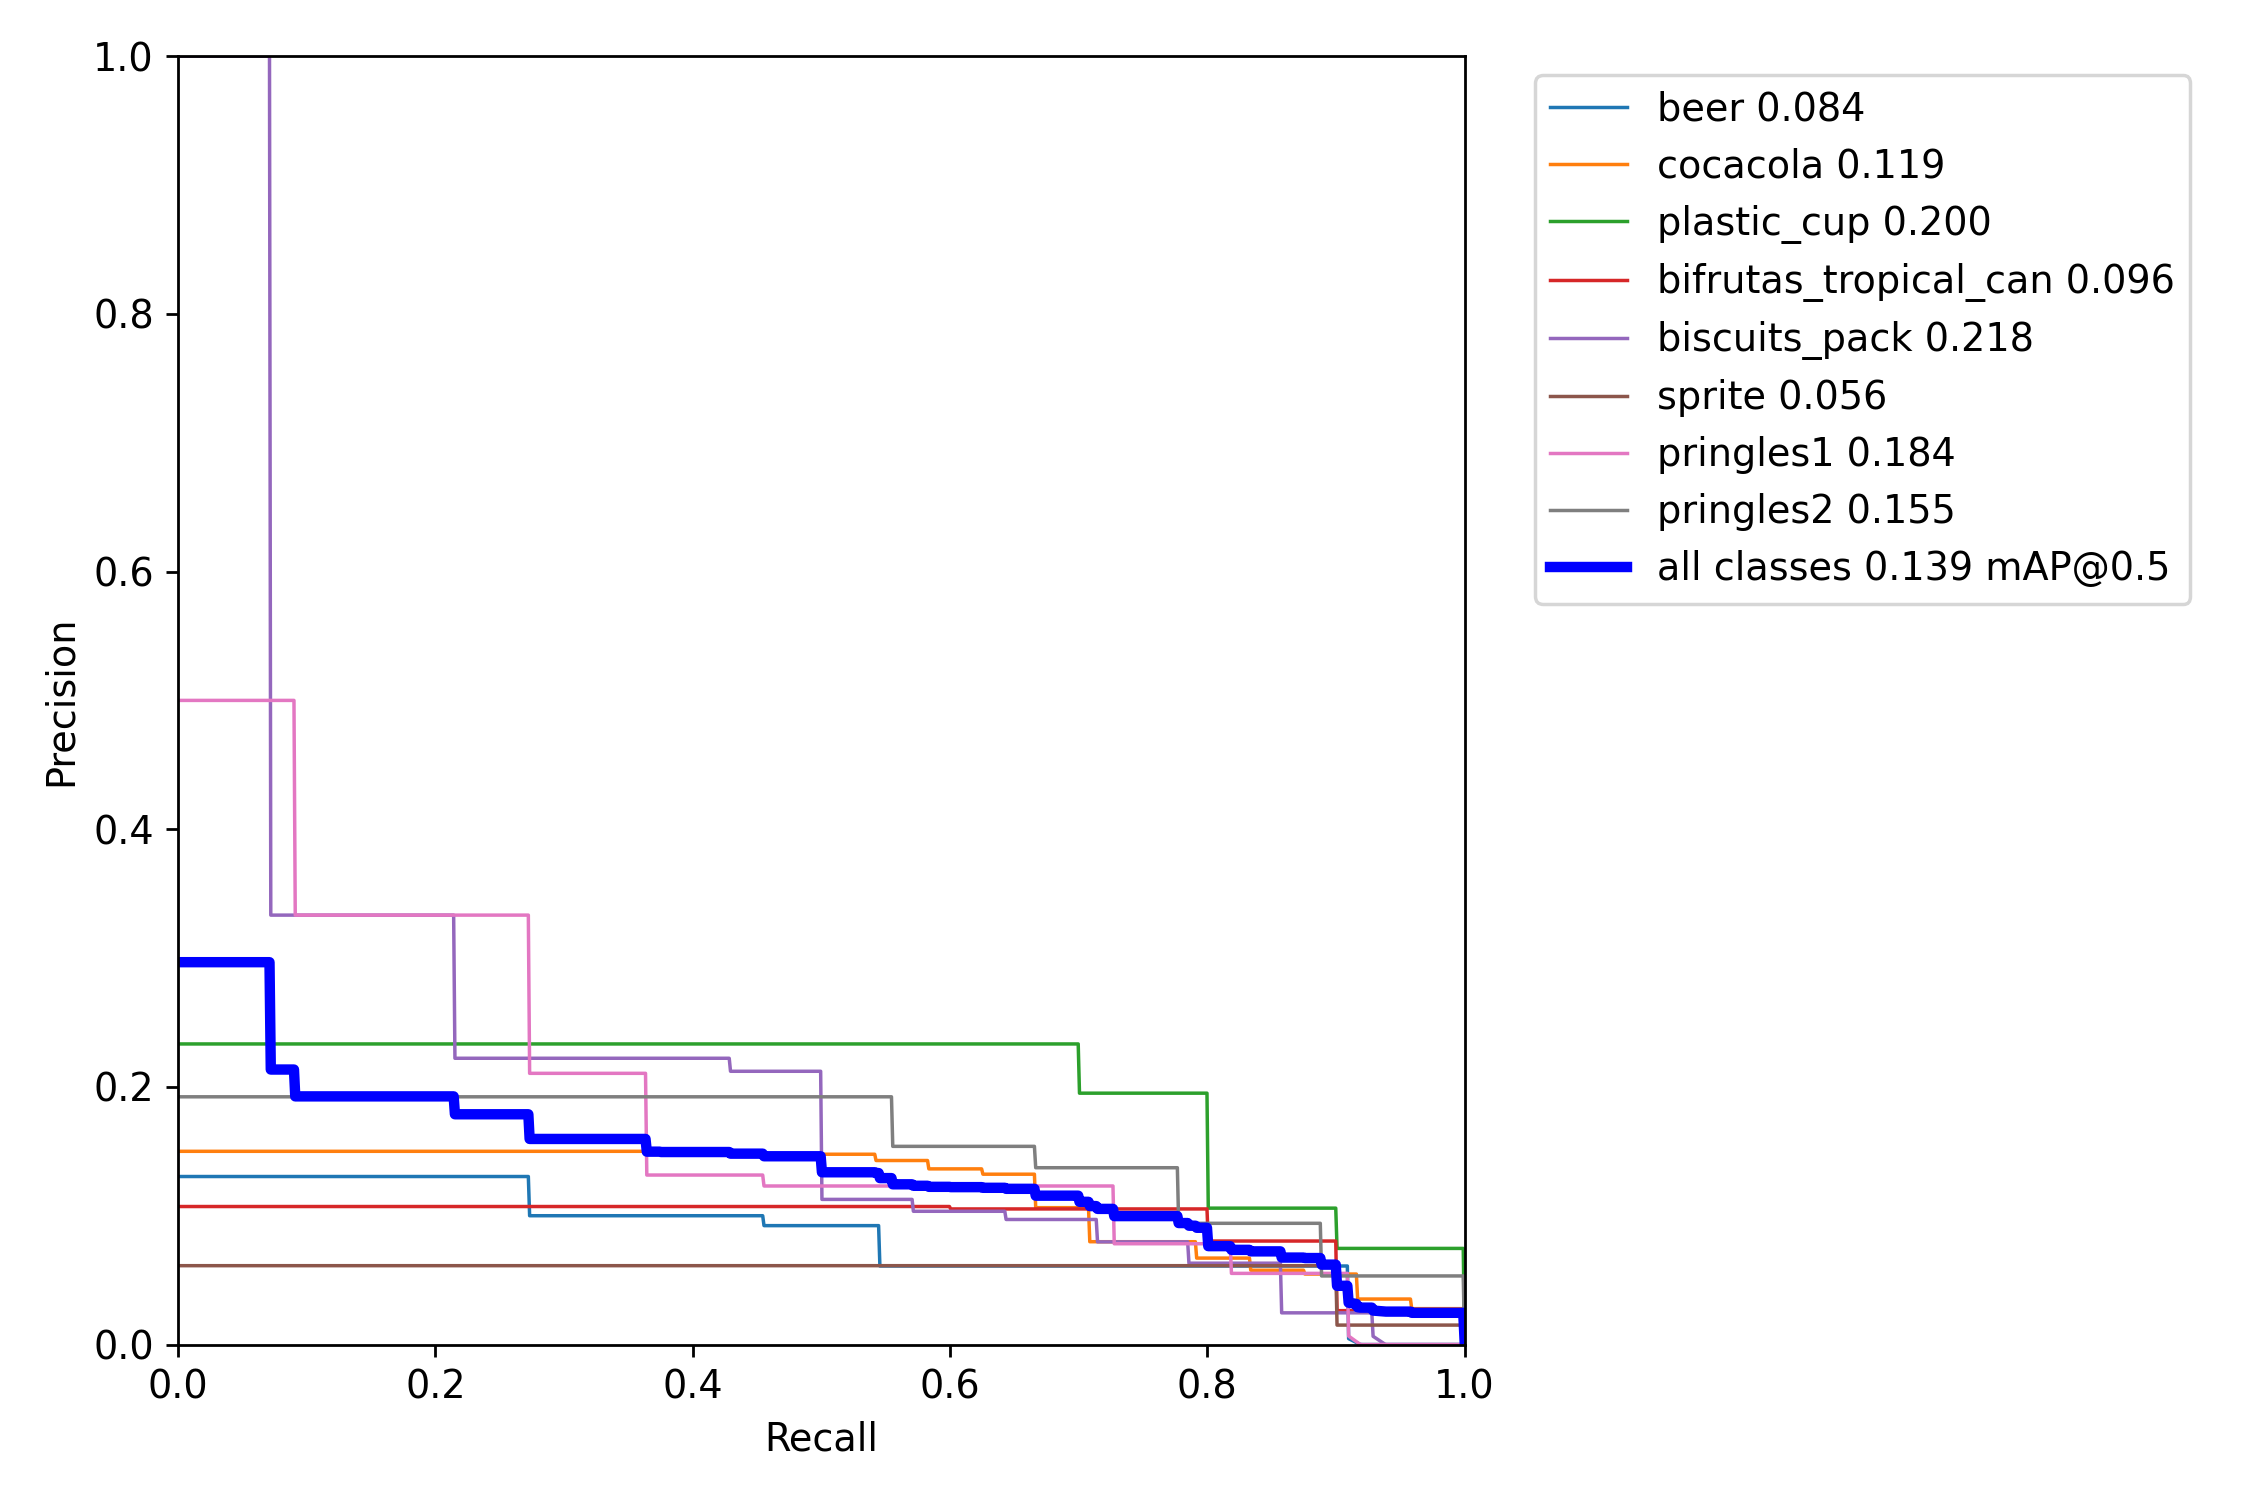 1.0
0.8
0.6
0.4
0.2
0.0
Precision
0.0 0.2 0.4 0.6 0.8 1.0
Recall
beer 0.084
cocacola 0.119
plastic_cup 0.200
bifrutas_tropical_can 0.096
biscuits_pack 0.218
sprite 0.056
pringles1 0.184
pringles2 0.155
all classes 0.139 mAP@0.5